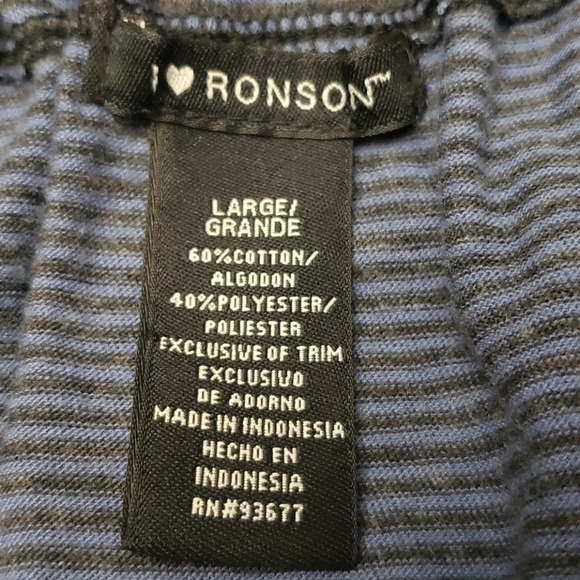 I ♥ RONSON™
LARGE/
GRANDE
60%COTTON/
ALGODON
40%POLYESTER/
POLIESTER
EXCLUSIVE OF TRIM
EXCLUSIVO
DE ADORNO
MADE IN INDONESIA
HECHO EN
INDONESIA
RN#93677